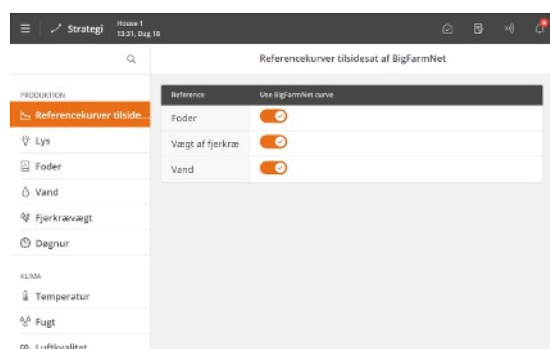 Strategi
House 1
13:31, Dag 18
Referencekurver tilsidesat af BigFarmNet
PRODUKTION
Referencekurver tilside...
Lys
Foder
Vand
Fjerkrævægt
Døgnur
KLIMA
Temperatur
Fugt
Luftkvalitet
Reference
Use BigFarmNet curve
Foder
Vægt af fjerkræ
Vand